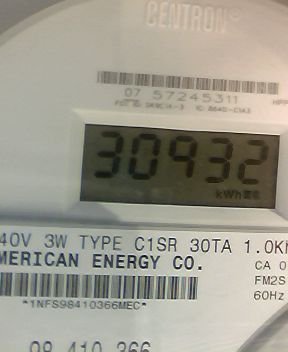 CENTRON®
07 57245311
30932
kWh
40V 3W TYPE C1SR 30TA 1.0K
MERICAN ENERGY CO.
CA 0
FM2S
60Hz
*1NFS98410366MEC*
98 410 366